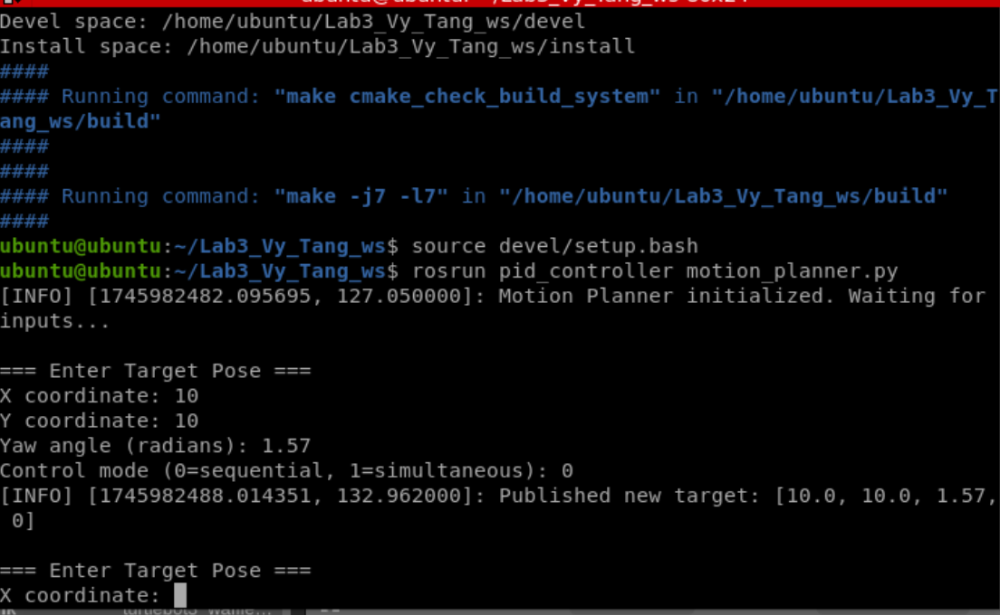 Devel space: /home/ubuntu/Lab3_Vy_Tang_ws/devel
Install space: /home/ubuntu/Lab3_Vy_Tang_ws/install
####
#### Running command: "make cmake_check_build_system" in "/home/ubuntu/Lab3_Vy_T
ang_ws/build"
####
####
#### Running command: "make -j7 -l7" in "/home/ubuntu/Lab3_Vy_Tang_ws/build"
####
ubuntu@ubuntu:~/Lab3_Vy_Tang_ws$ source devel/setup.bash
ubuntu@ubuntu:~/Lab3_Vy_Tang_ws$ rosrun pid_controller motion_planner.py
[INFO] [1745982482.095695, 127.050000]: Motion Planner initialized. Waiting for
inputs...
=== Enter Target Pose ===
X coordinate: 10
Y coordinate: 10
Yaw angle (radians): 1.57
Control mode (0=sequential, 1=simultaneous): 0
[INFO] [1745982488.014351, 132.962000]: Published new target: [10.0, 10.0, 1.57,
0]
=== Enter Target Pose ===
X coordinate: